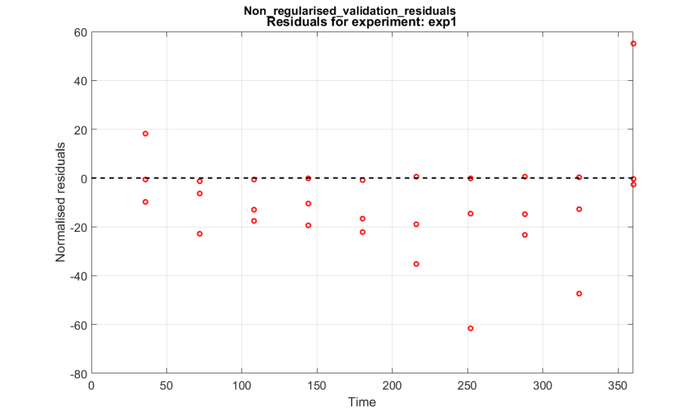 Non_regularised_validation_residuals
Residuals for experiment: exp1
60
40
20
0
-20
-40
-60
-80
Normalised residuals
0 50 100 150 200 250 300 350
Time